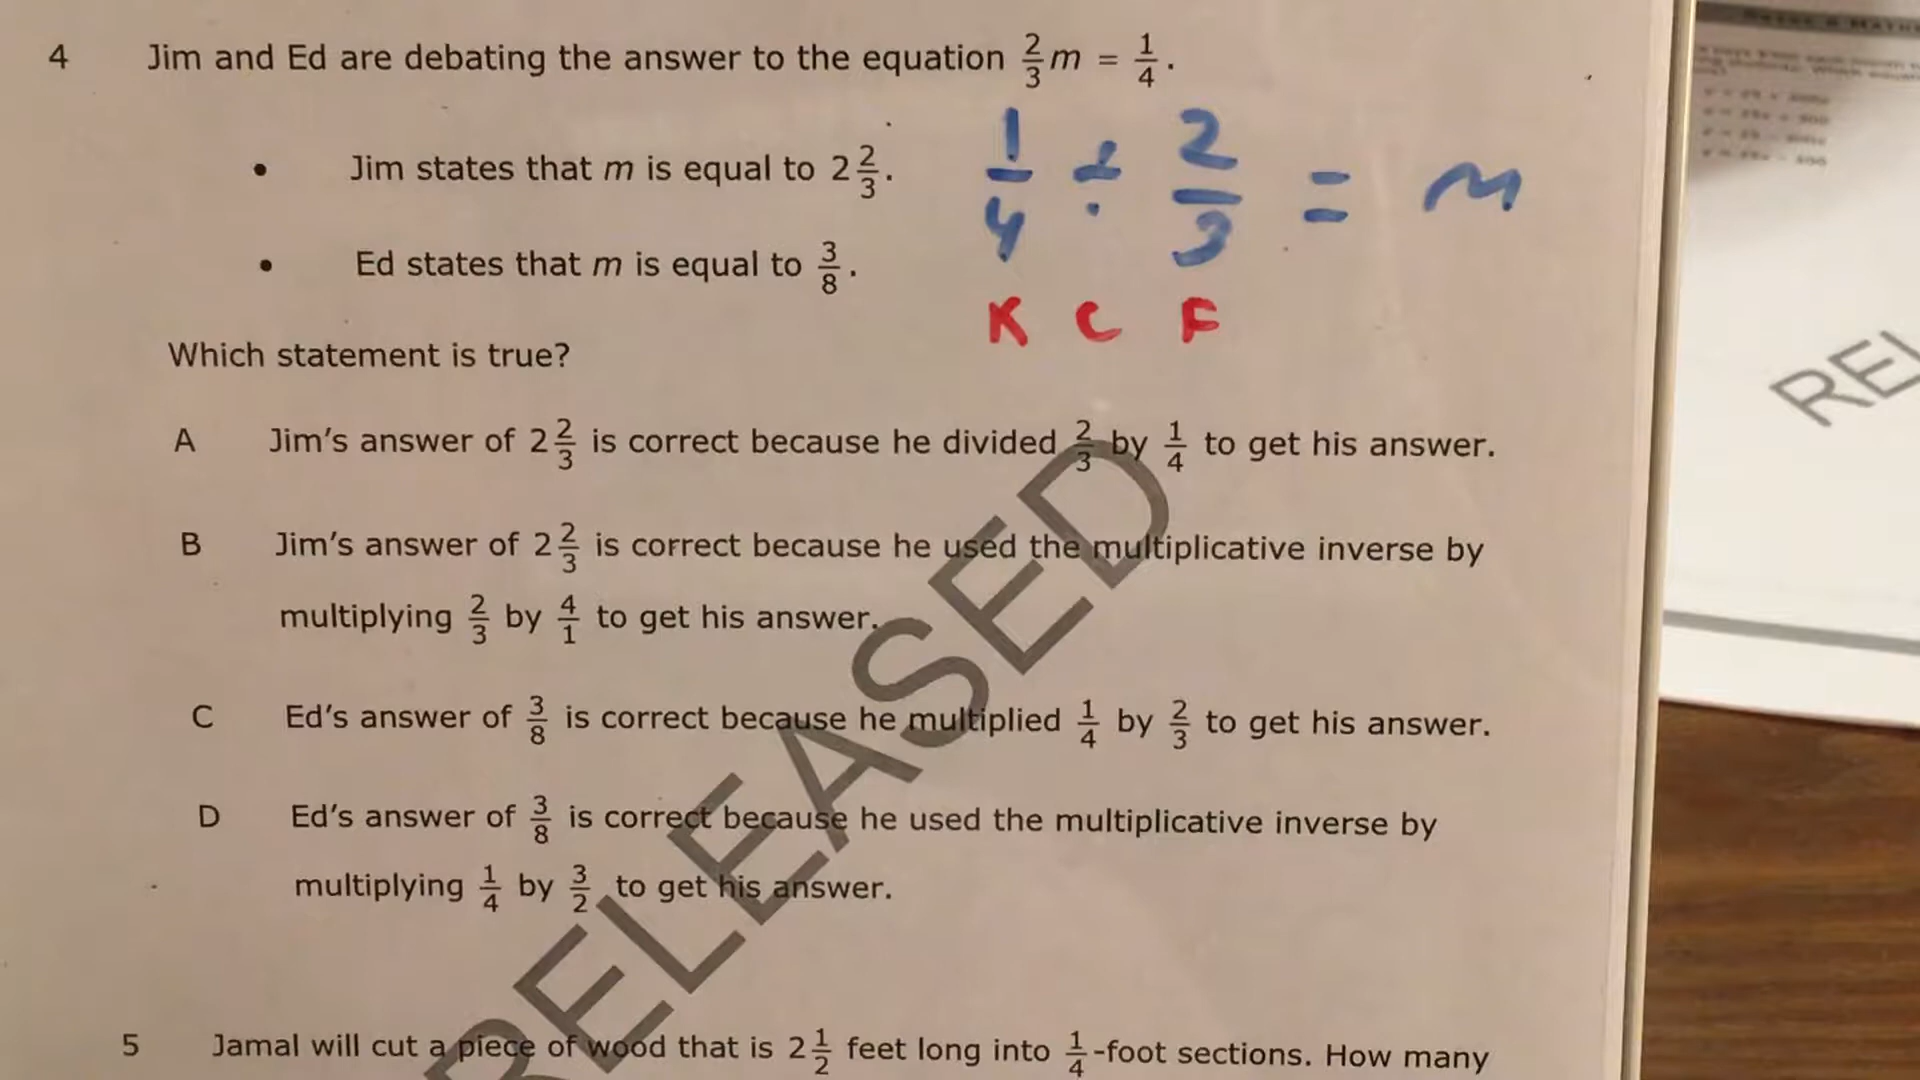 4 Jim and Ed are debating the answer to the equation 2/3 m = 1/4.
• Jim states that m is equal to 2 2/3.
1/4 ÷ 2/3 = m
• Ed states that m is equal to 3/8.
K C F
Which statement is true?
A Jim's answer of 2 2/3 is correct because he divided 2/3 by 1/4 to get his answer.
B Jim's answer of 2 2/3 is correct because he used the multiplicative inverse by
multiplying 2/3 by 4/1 to get his answer.
C Ed's answer of 3/8 is correct because he multiplied 1/4 by 2/3 to get his answer.
D Ed's answer of 3/8 is correct because he used the multiplicative inverse by
multiplying 1/4 by 3/2 to get his answer.
RELEASED
5 Jamal will cut a piece of wood that is 2 1/2 feet long into 1/4-foot sections. How many
REL